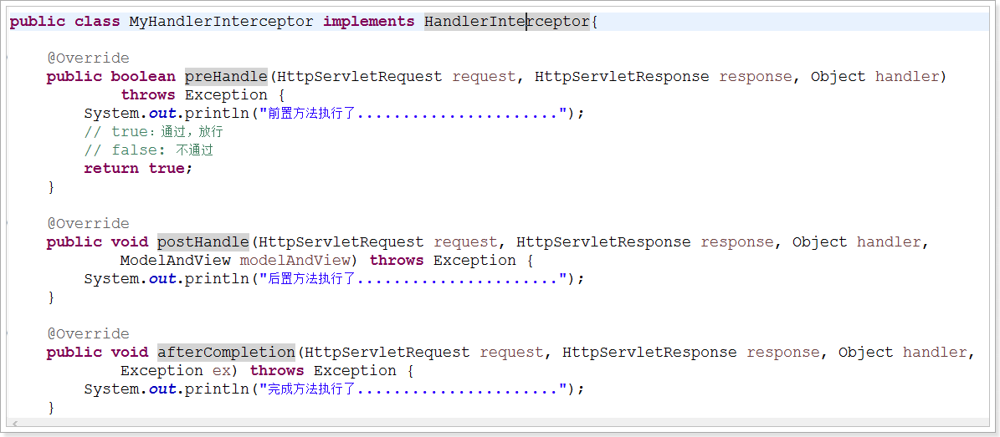 public class MyHandlerInterceptor implements HandlerInterceptor{
@Override
public boolean preHandle(HttpServletRequest request, HttpServletResponse response, Object handler)
throws Exception {
System.out.println("前置方法执行了......................");
// true：通过，放行
// false: 不通过
return true;
}
@Override
public void postHandle(HttpServletRequest request, HttpServletResponse response, Object handler,
ModelAndView modelAndView) throws Exception {
System.out.println("后置方法执行了......................");
}
@Override
public void afterCompletion(HttpServletRequest request, HttpServletResponse response, Object handler,
Exception ex) throws Exception {
System.out.println("完成方法执行了......................");
}